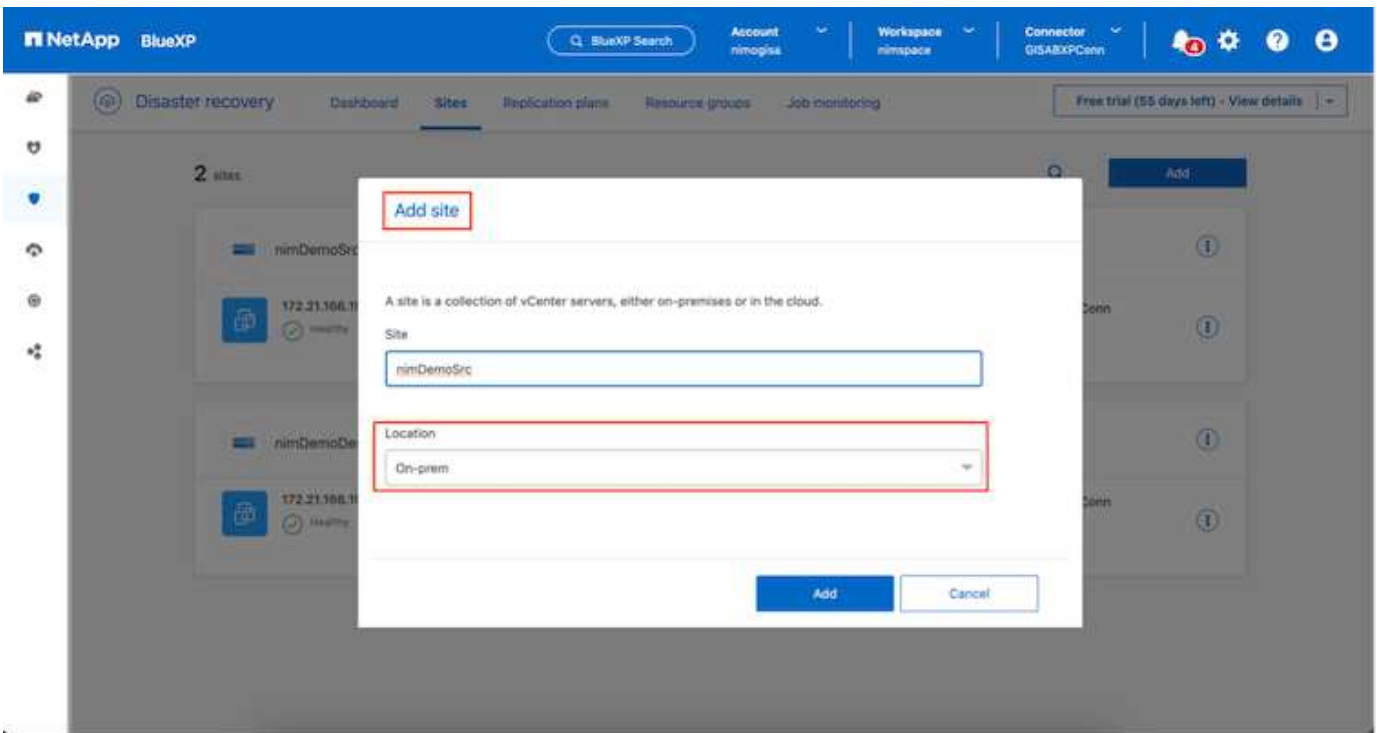 NetApp BlueXP
BlueXP Search
Account
nimogisa
Workspace
nimspace
Connector
GISABXPConn
4
Disaster recovery
Dashboard
Sites
Replication plans
Resource groups
Job monitoring
Free trial (55 days left) - View details
2 sites
Add
Add site
nimDemoSrc
A site is a collection of vCenter servers, either on-premises or in the cloud.
172.21.166.1
Conn
Healthy
Site
nimDemoSrc
Location
nimDemoDe
On-prem
172.21.166.1
Conn
Healthy
Add
Cancel